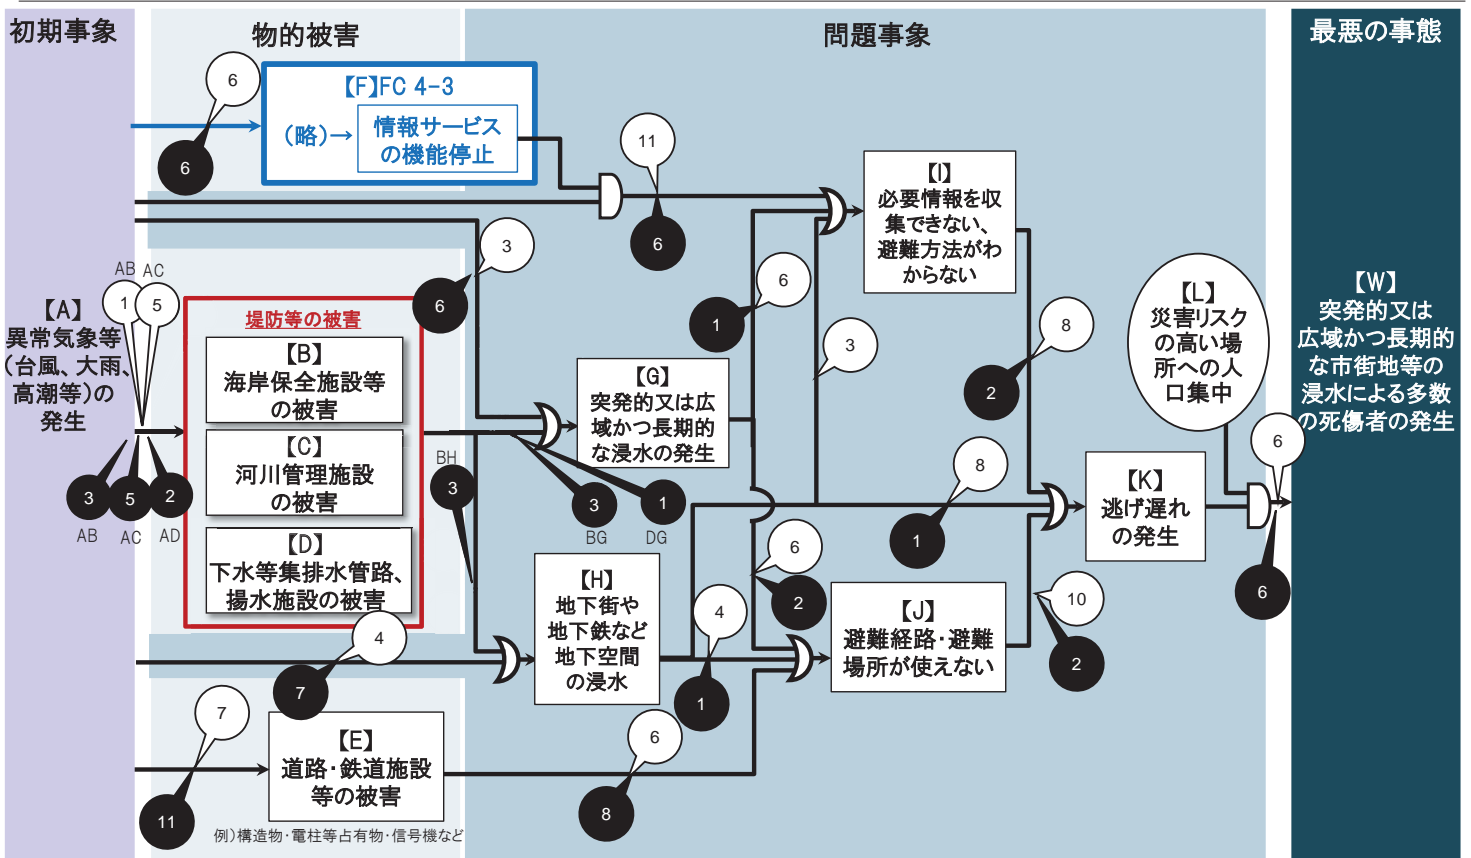 初期事象
物的被害
問題事象
最悪の事態
【A】
異常気象等
(台風、大雨、
高潮等)の
発生
6
6
【F】FC 4-3
(略)→
情報サービス
の機能停止
11
6
3
6
AB
AC
1
5
3
5
2
AB
AC
AD
堤防等の被害
【B】
海岸保全施設等
の被害
【C】
河川管理施設
の被害
【D】
下水等集排水管路、
揚水施設の被害
BH
3
3
BG
1
DG
4
7
7
11
【E】
道路・鉄道施設
等の被害
例)構造物・電柱等占有物・信号機など
【G】
突発的又は広
域かつ長期的
な浸水の発生
【H】
地下街や
地下鉄など
地下空間
の浸水
6
1
3
6
2
4
1
6
8
【I】
必要情報を収
集できない、
避難方法がわ
からない
8
2
8
1
【J】
避難経路・避難
場所が使えない
10
2
【K】
逃げ遅れ
の発生
【L】
災害リスク
の高い場
所への人
口集中
6
6
【W】
突発的又は
広域かつ長期的
な市街地等の
浸水による多数
の死傷者の発生